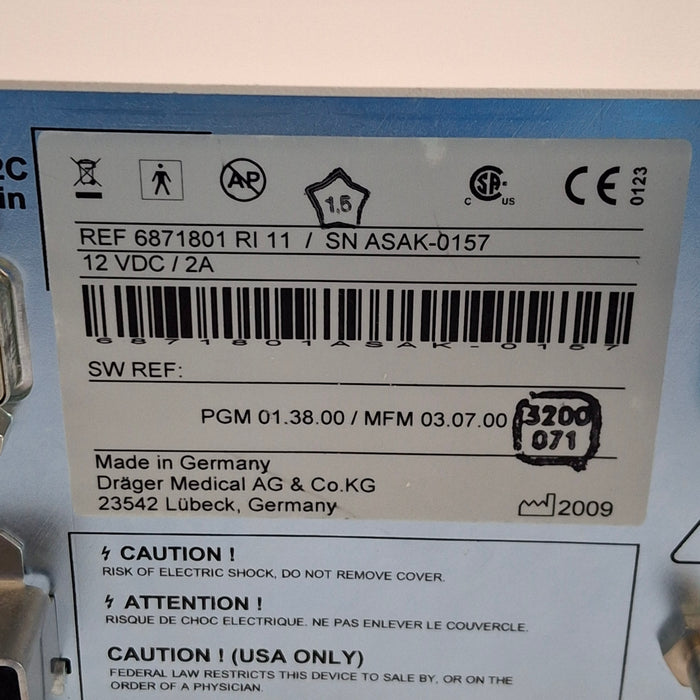 2C
in
AP
1,5
C SA US
CE 0123
REF 6871801 RI 11 / SN ASAK-0157
12 VDC / 2A
6871801ASAK-0157
SW REF:
PGM 01.38.00 / MFM 03.07.00
3200
071
Made in Germany
Dräger Medical AG & Co.KG
23542 Lübeck, Germany
2009
CAUTION !
RISK OF ELECTRIC SHOCK, DO NOT REMOVE COVER.
ATTENTION !
RISQUE DE CHOC ELECTRIQUE. NE PAS ENLEVER LE COUVERCLE.
CAUTION ! (USA ONLY)
FEDERAL LAW RESTRICTS THIS DEVICE TO SALE BY, OR ON THE
ORDER OF A PHYSICIAN.